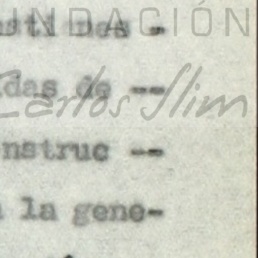 FUNDACIÓN
Carlos Slim
das de --
nstruc --
la gene-